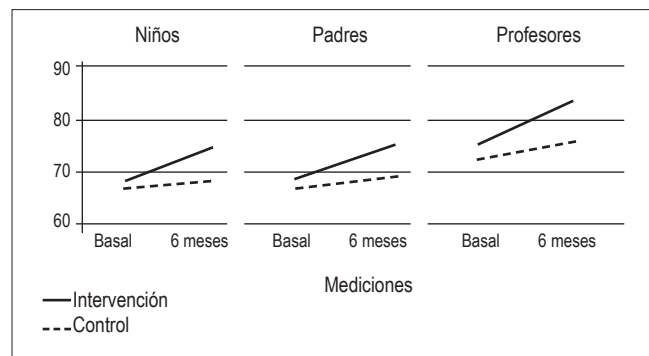 Niños Padres Profesores
90
80
70
60
Basal 6 meses Basal 6 meses Basal 6 meses
Mediciones
Intervención
Control